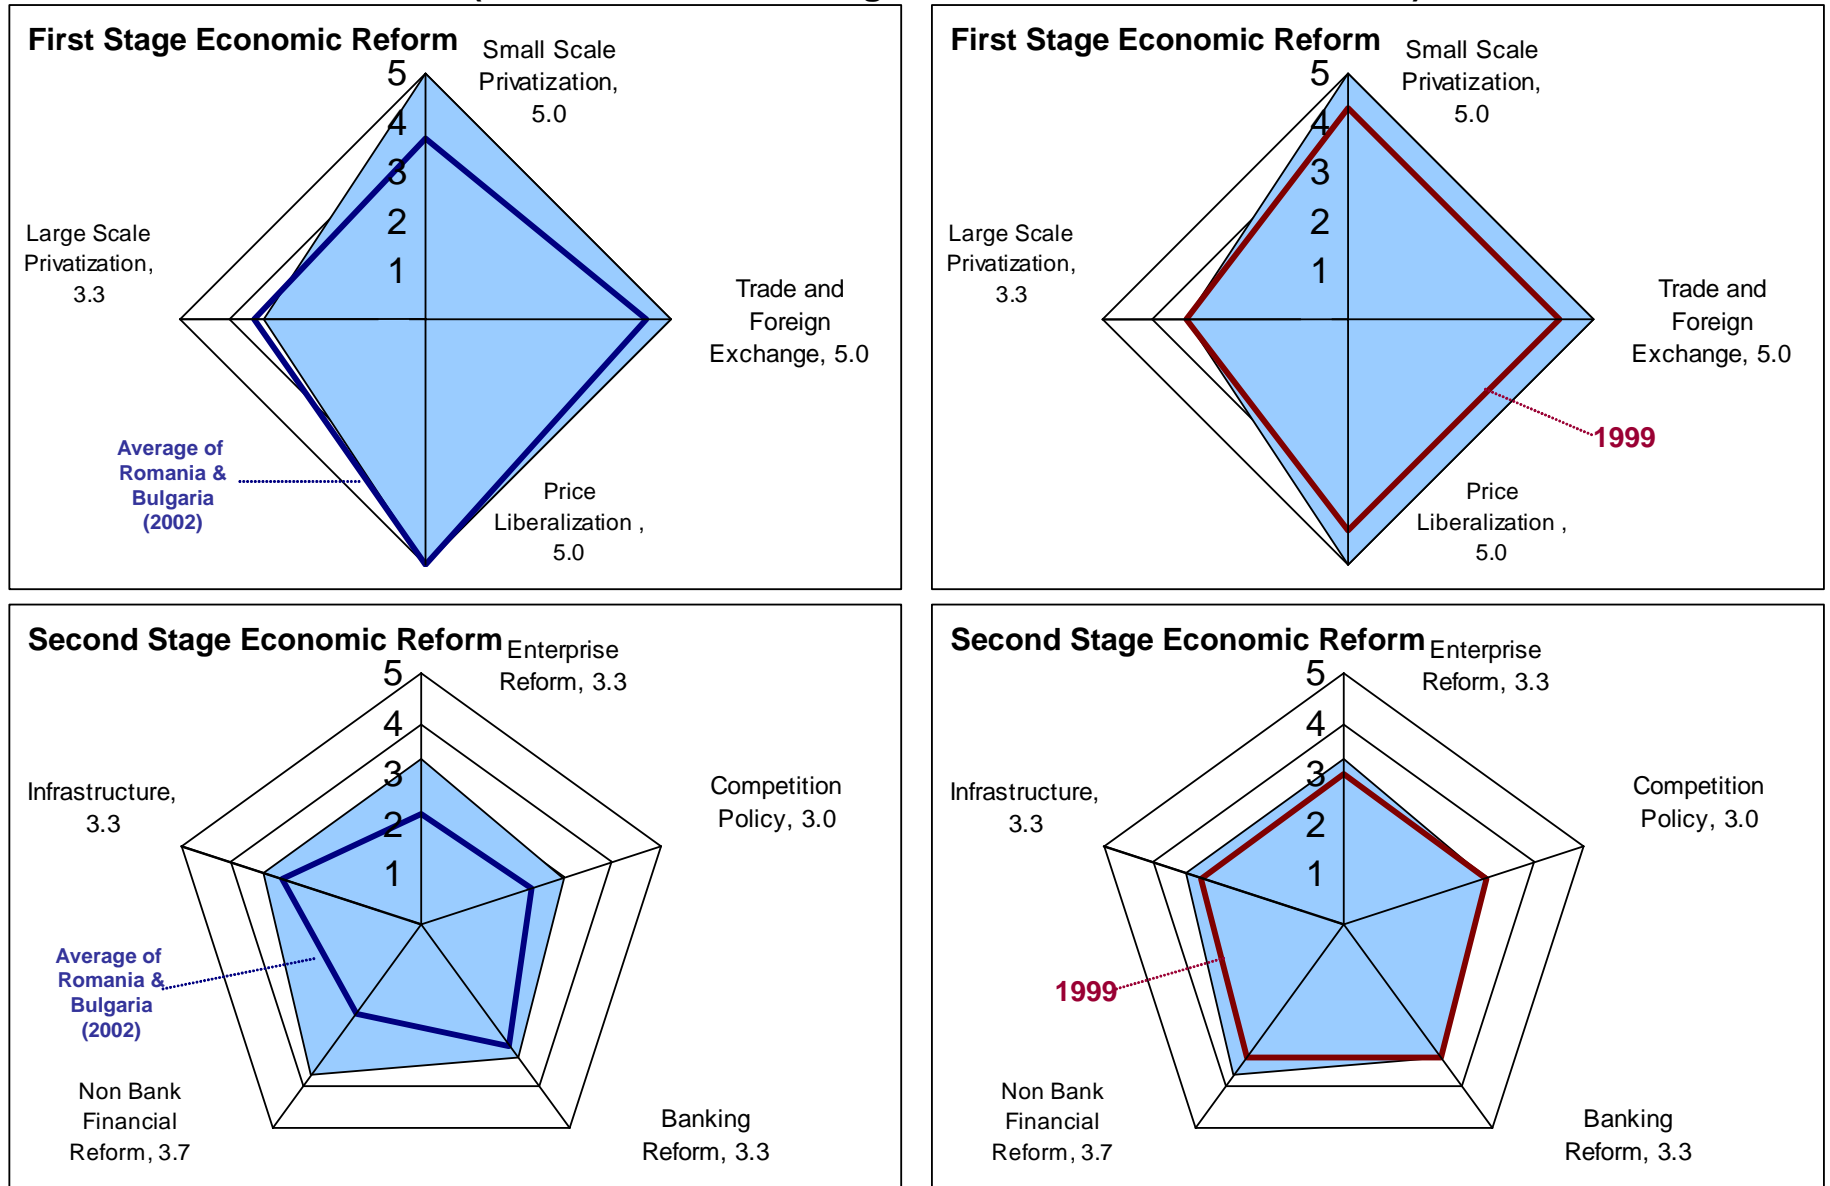 First Stage Economic Reform
Small Scale
Privatization,
5.0
5
4
3
2
1
Large Scale
Privatization,
3.3
Trade and
Foreign
Exchange, 5.0
Average of
Romania &
Bulgaria
(2002)
Price
Liberalization ,
5.0
First Stage Economic Reform
Small Scale
Privatization,
5.0
5
4
3
2
1
Large Scale
Privatization,
3.3
Trade and
Foreign
Exchange, 5.0
1999
Price
Liberalization ,
5.0
Second Stage Economic Reform
Enterprise
Reform, 3.3
5
4
3
2
1
Infrastructure,
3.3
Competition
Policy, 3.0
Average of
Romania &
Bulgaria
(2002)
Non Bank
Financial
Reform, 3.7
Banking
Reform, 3.3
Second Stage Economic Reform
Enterprise
Reform, 3.3
5
4
3
2
1
Infrastructure,
3.3
Competition
Policy, 3.0
1999
Non Bank
Financial
Reform, 3.7
Banking
Reform, 3.3